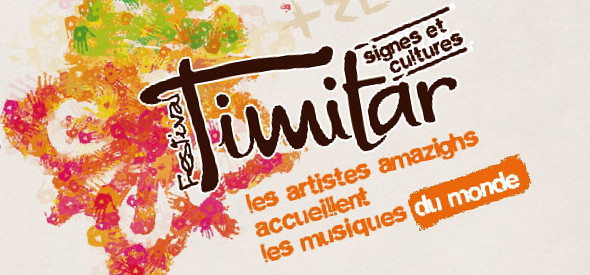 Festival
Timitar
signes et
cultures
les artistes amazighs
accueillent
les musiques du monde